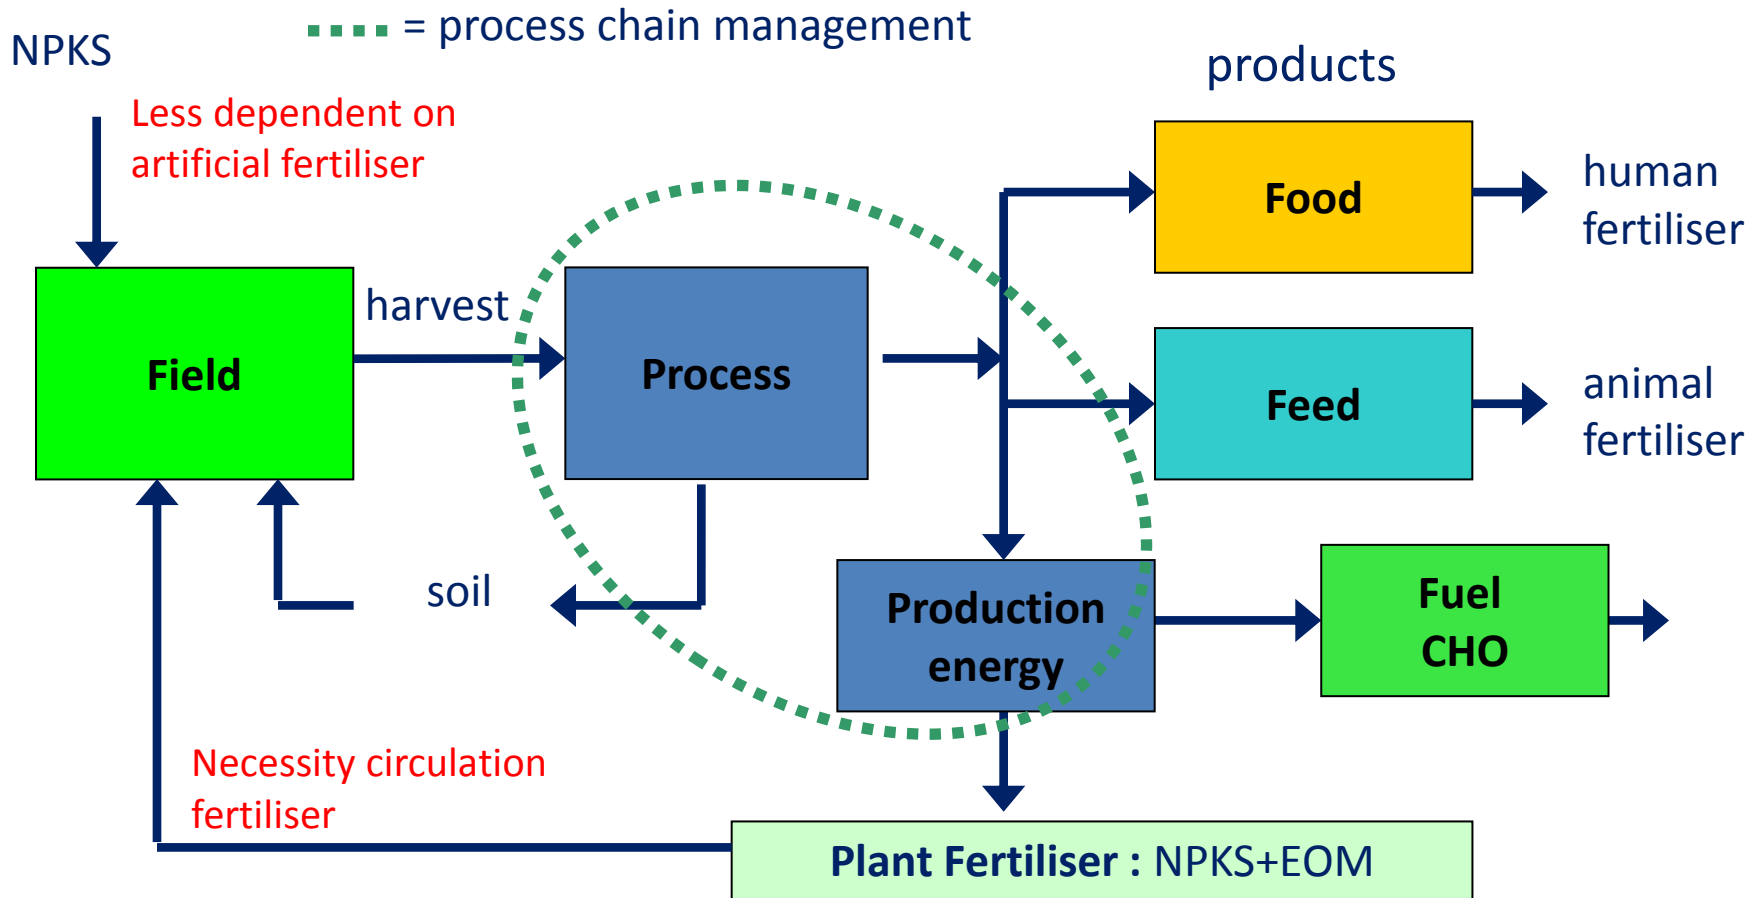 = process chain management
NPKS
products
Less dependent on
artificial fertiliser
Food
human
fertiliser
harvest
Field
Process
Feed
animal
fertiliser
soil
Production
energy
Fuel
CHO
Necessity circulation
fertiliser
Plant Fertiliser : NPKS+EOM